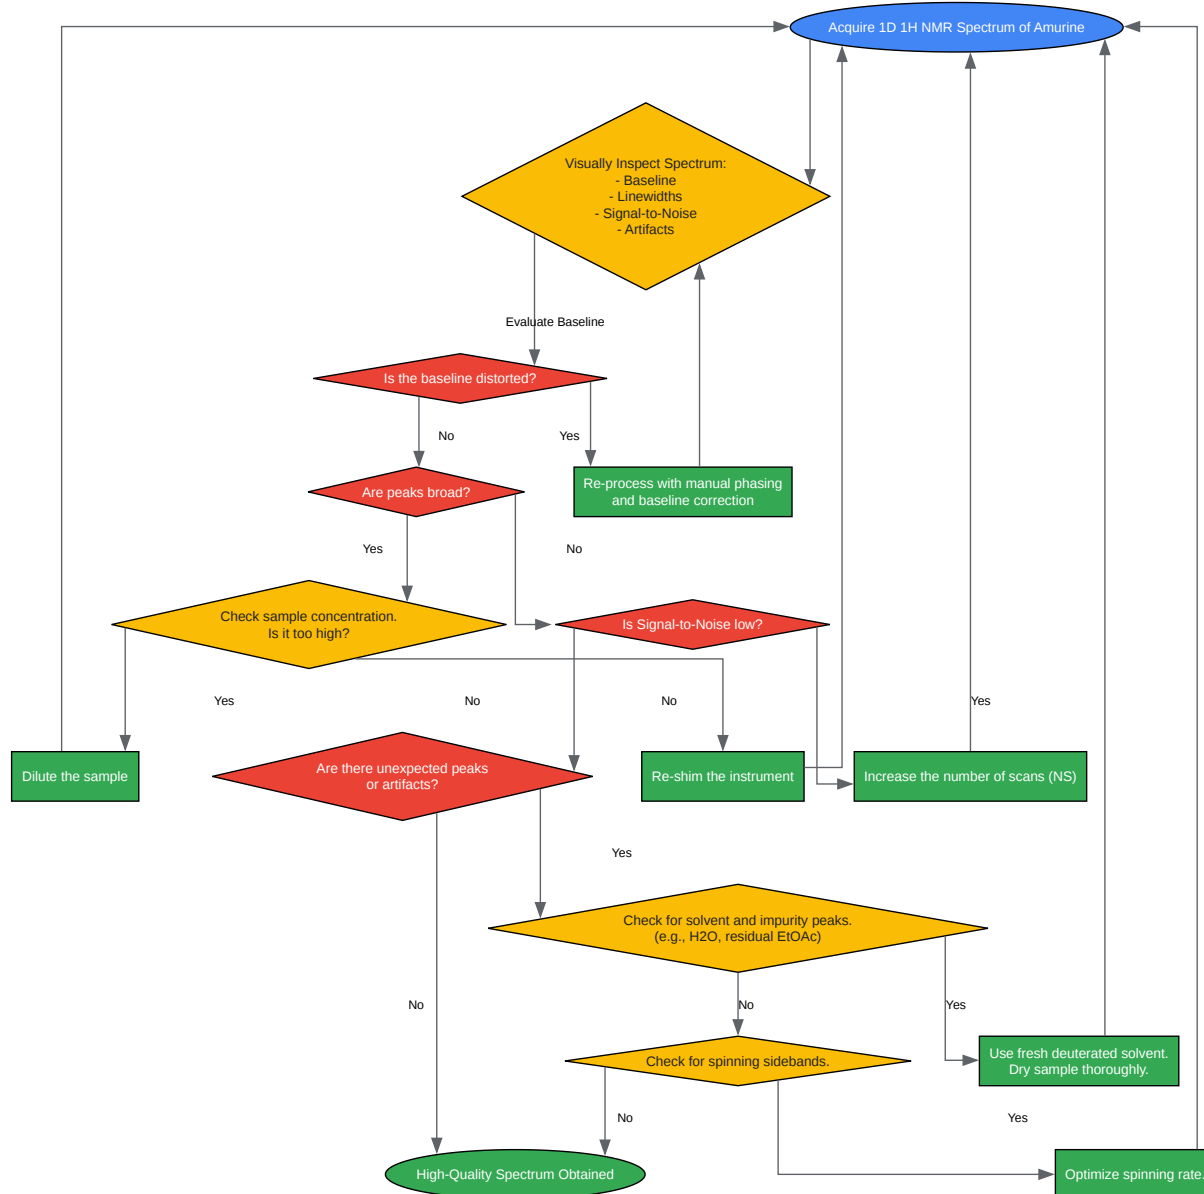 Acquire 1D 1H NMR Spectrum of Amurine
Visually Inspect Spectrum:
- Baseline
- Linewidths
- Signal-to-Noise
- Artifacts
Evaluate Baseline
Is the baseline distorted?
No
Yes
Are peaks broad?
Re-process with manual phasing
and baseline correction
Yes
No
Check sample concentration.
Is it too high?
Is Signal-to-Noise low?
Yes
No
No
Yes
Dilute the sample
Are there unexpected peaks
or artifacts?
Re-shim the instrument
Increase the number of scans (NS)
Yes
Check for solvent and impurity peaks.
(e.g., H2O, residual EtOAc)
No
No
Yes
Check for spinning sidebands.
Use fresh deuterated solvent.
Dry sample thoroughly.
No
Yes
High-Quality Spectrum Obtained
Optimize spinning rate.